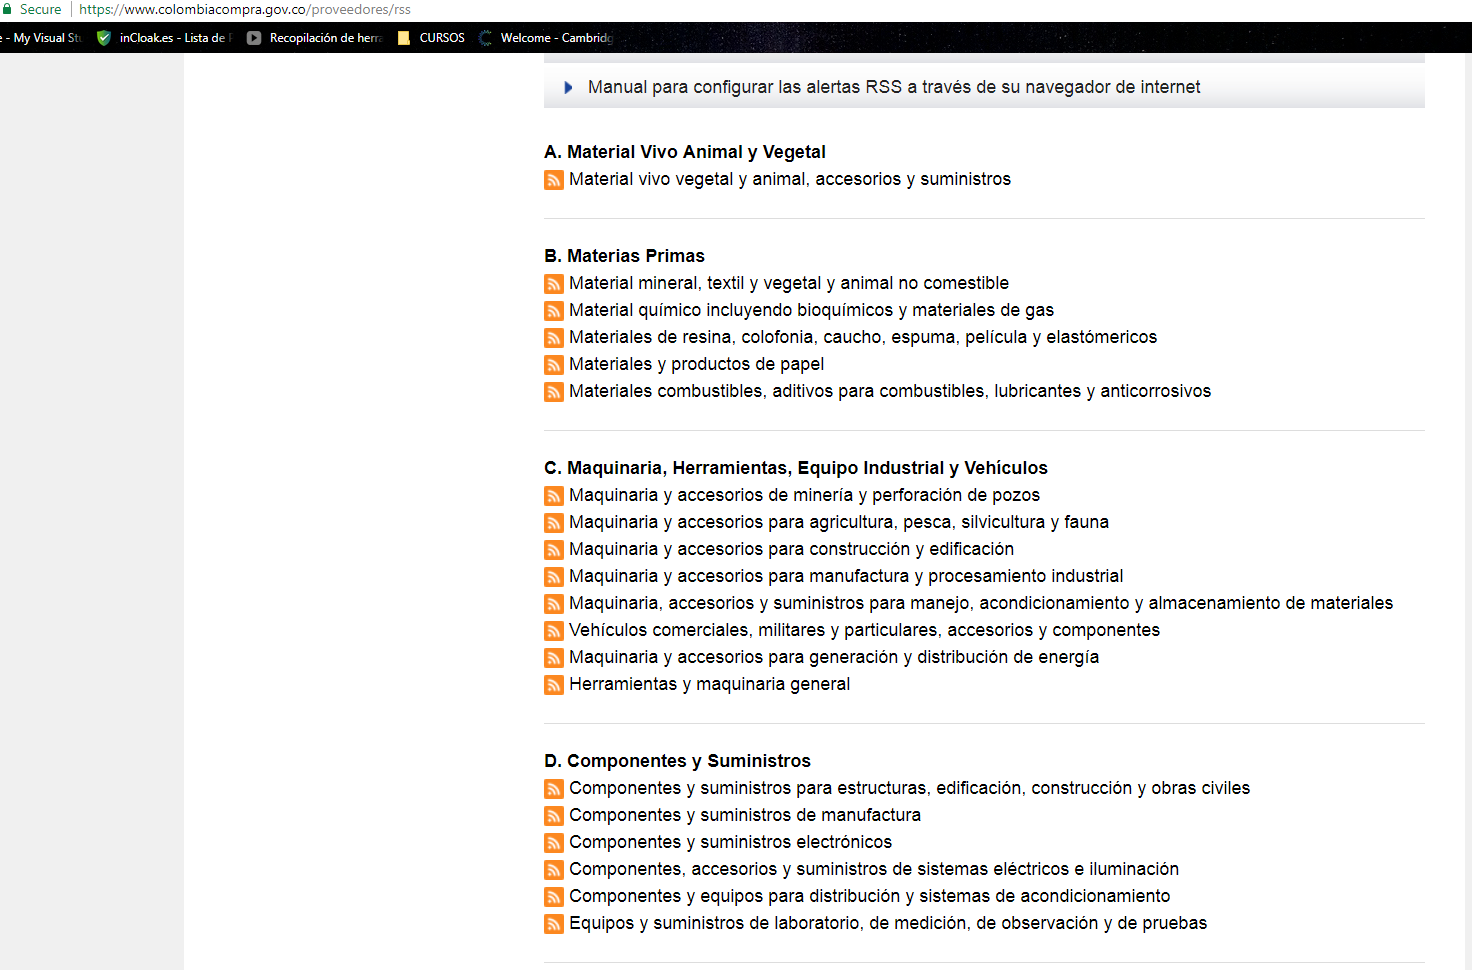 Secure | https://www.colombiacompra.gov.co/proveedores/rss
e - My Visual Stu inCloak.es - Lista de Recopilación de herra CURSOS Welcome - Cambridg
Manual para configurar las alertas RSS a través de su navegador de internet
A. Material Vivo Animal y Vegetal
Material vivo vegetal y animal, accesorios y suministros
B. Materias Primas
Material mineral, textil y vegetal y animal no comestible
Material químico incluyendo bioquímicos y materiales de gas
Materiales de resina, colofonia, caucho, espuma, película y elastómericos
Materiales y productos de papel
Materiales combustibles, aditivos para combustibles, lubricantes y anticorrosivos
C. Maquinaria, Herramientas, Equipo Industrial y Vehículos
Maquinaria y accesorios de minería y perforación de pozos
Maquinaria y accesorios para agricultura, pesca, silvicultura y fauna
Maquinaria y accesorios para construcción y edificación
Maquinaria y accesorios para manufactura y procesamiento industrial
Maquinaria, accesorios y suministros para manejo, acondicionamiento y almacenamiento de materiales
Vehículos comerciales, militares y particulares, accesorios y componentes
Maquinaria y accesorios para generación y distribución de energía
Herramientas y maquinaria general
D. Componentes y Suministros
Componentes y suministros para estructuras, edificación, construcción y obras civiles
Componentes y suministros de manufactura
Componentes y suministros electrónicos
Componentes, accesorios y suministros de sistemas eléctricos e iluminación
Componentes y equipos para distribución y sistemas de acondicionamiento
Equipos y suministros de laboratorio, de medición, de observación y de pruebas